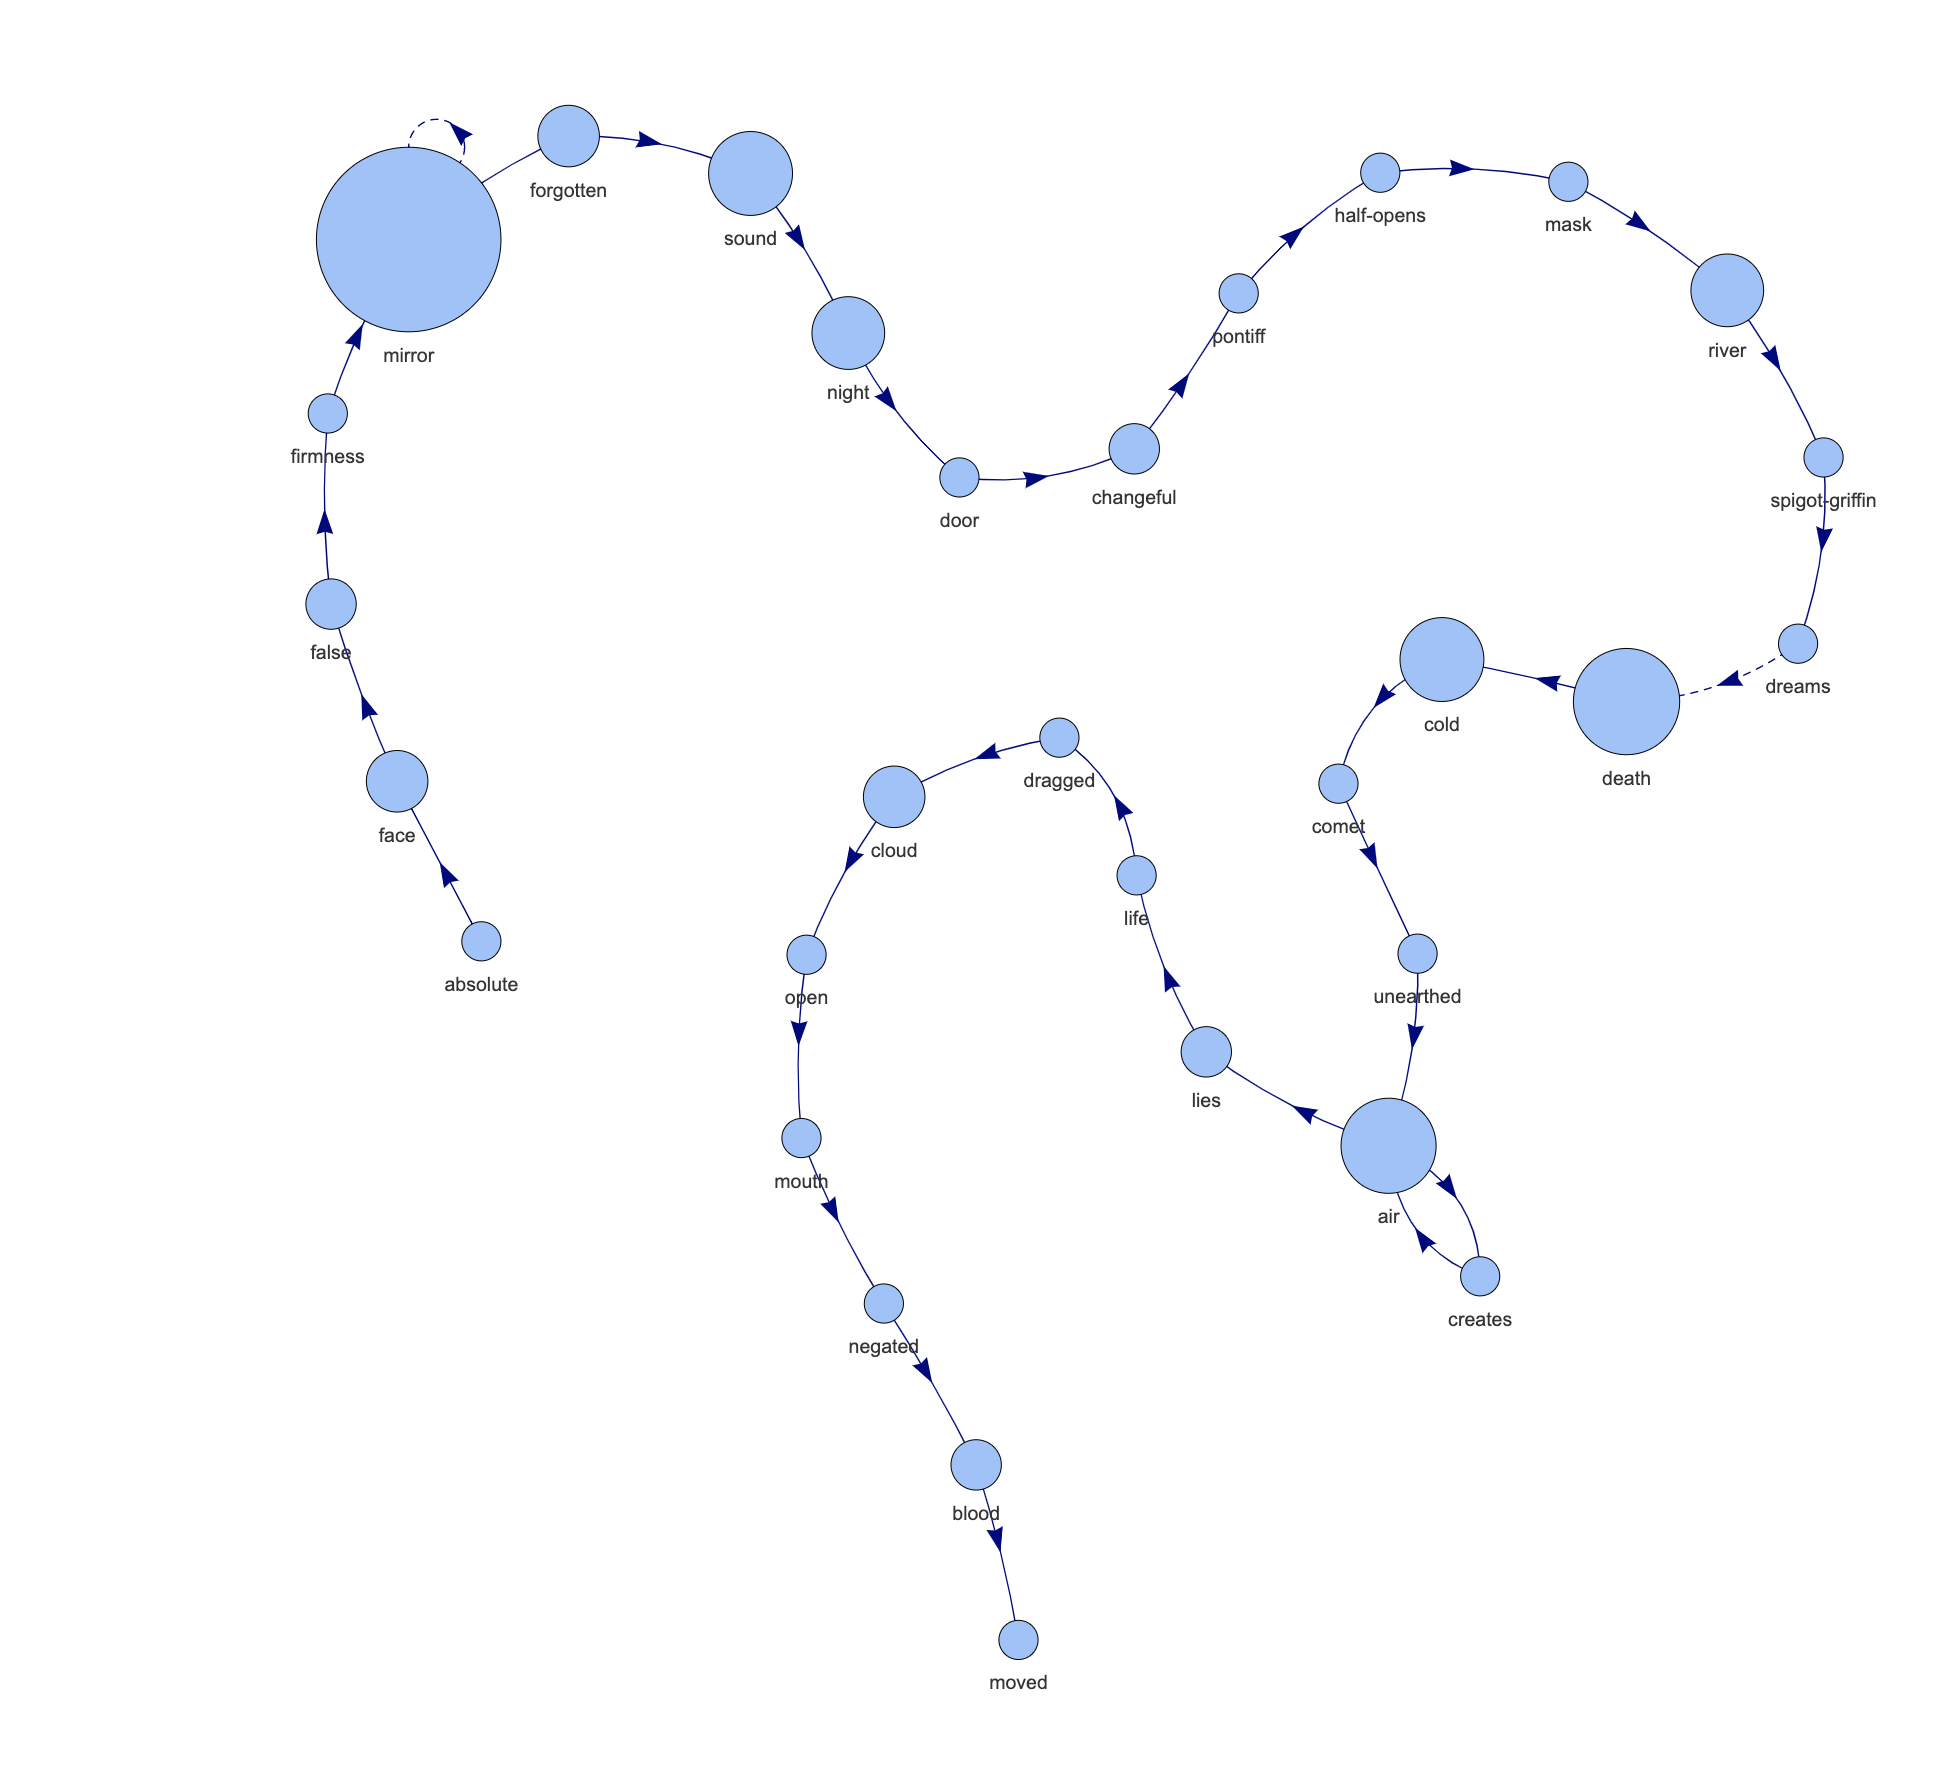 forgotten
half-opens
mask
sound
pontiff
river
mirror
night
firmness
changeful
spigot-griffin
door
false
dreams
cold
death
dragged
comet
face
cloud
life
absolute
open
unearthed
lies
mouth
air
creates
negated
blood
moved